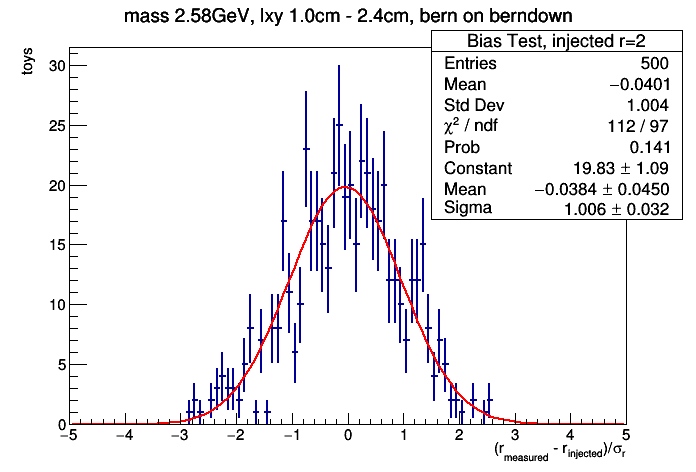 mass 2.58GeV, lxy 1.0cm - 2.4cm, bern on berndown
Bias Test, injected r=2
Entries 500
Mean −0.0401
Std Dev 1.004
χ² / ndf 112 / 97
Prob 0.141
Constant 19.83 ± 1.09
Mean −0.0384 ± 0.0450
Sigma 1.006 ± 0.032
toys
30
25
20
15
10
5
0
−5 −4 −3 −2 −1 0 1 2 3 4 5
(r_measured - r_injected)/σ_r